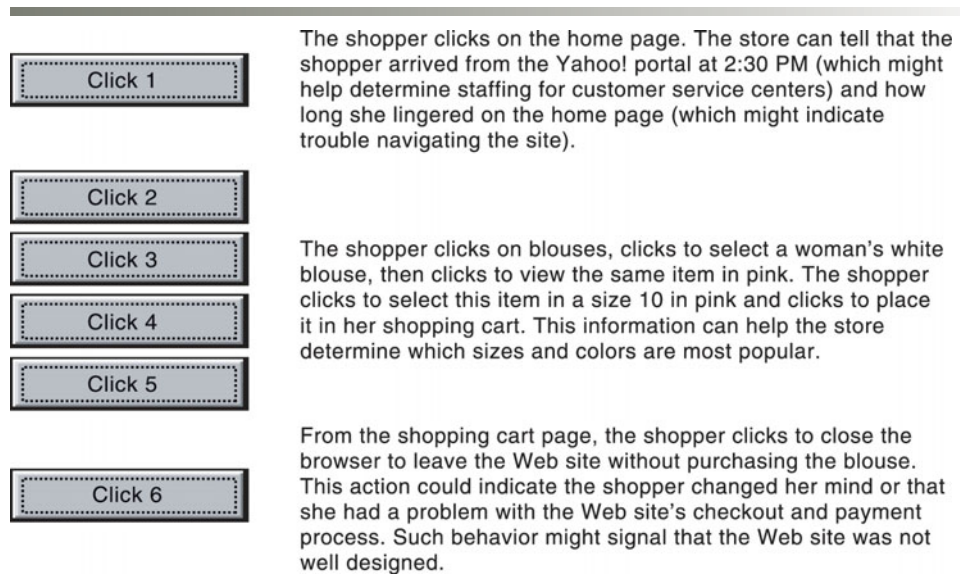 Click 1
The shopper clicks on the home page. The store can tell that the
shopper arrived from the Yahoo! portal at 2:30 PM (which might
help determine staffing for customer service centers) and how
long she lingered on the home page (which might indicate
trouble navigating the site).
Click 2
Click 3
Click 4
Click 5
The shopper clicks on blouses, clicks to select a woman's white
blouse, then clicks to view the same item in pink. The shopper
clicks to select this item in a size 10 in pink and clicks to place
it in her shopping cart. This information can help the store
determine which sizes and colors are most popular.
Click 6
From the shopping cart page, the shopper clicks to close the
browser to leave the Web site without purchasing the blouse.
This action could indicate the shopper changed her mind or that
she had a problem with the Web site's checkout and payment
process. Such behavior might signal that the Web site was not
well designed.